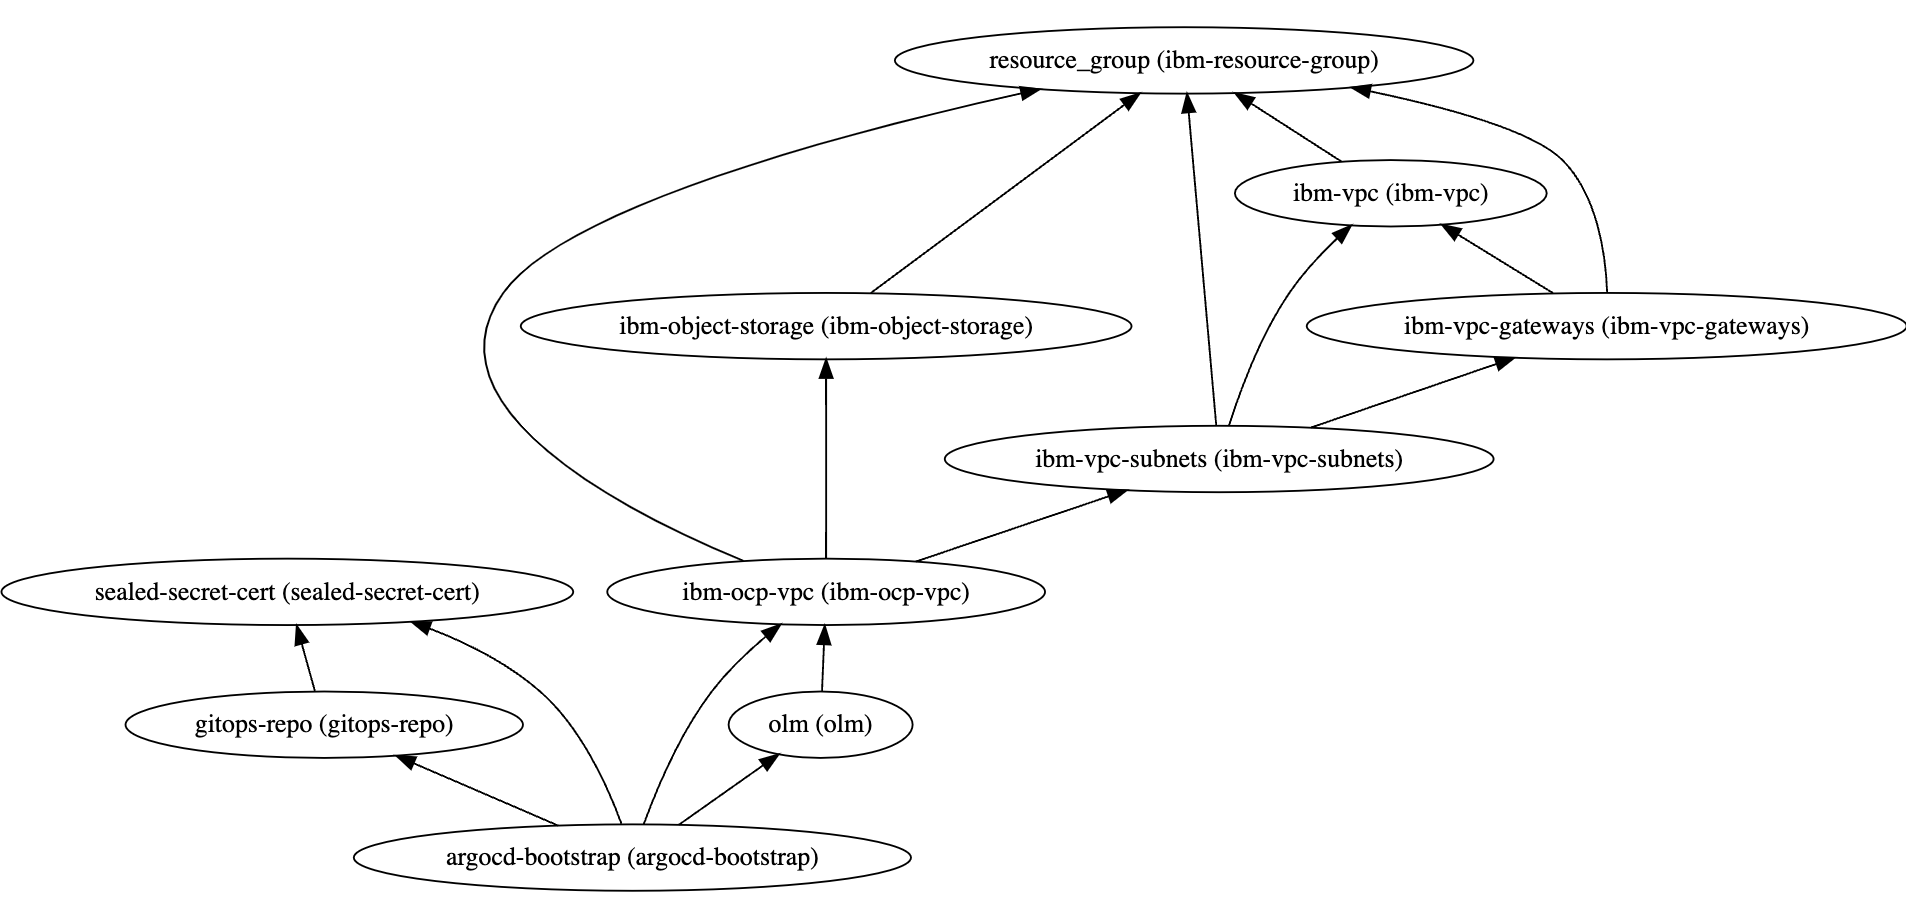 resource_group (ibm-resource-group)
ibm-vpc (ibm-vpc)
ibm-object-storage (ibm-object-storage)
ibm-vpc-gateways (ibm-vpc-gateways)
ibm-vpc-subnets (ibm-vpc-subnets)
sealed-secret-cert (sealed-secret-cert)
ibm-ocp-vpc (ibm-ocp-vpc)
gitops-repo (gitops-repo)
olm (olm)
argocd-bootstrap (argocd-bootstrap)